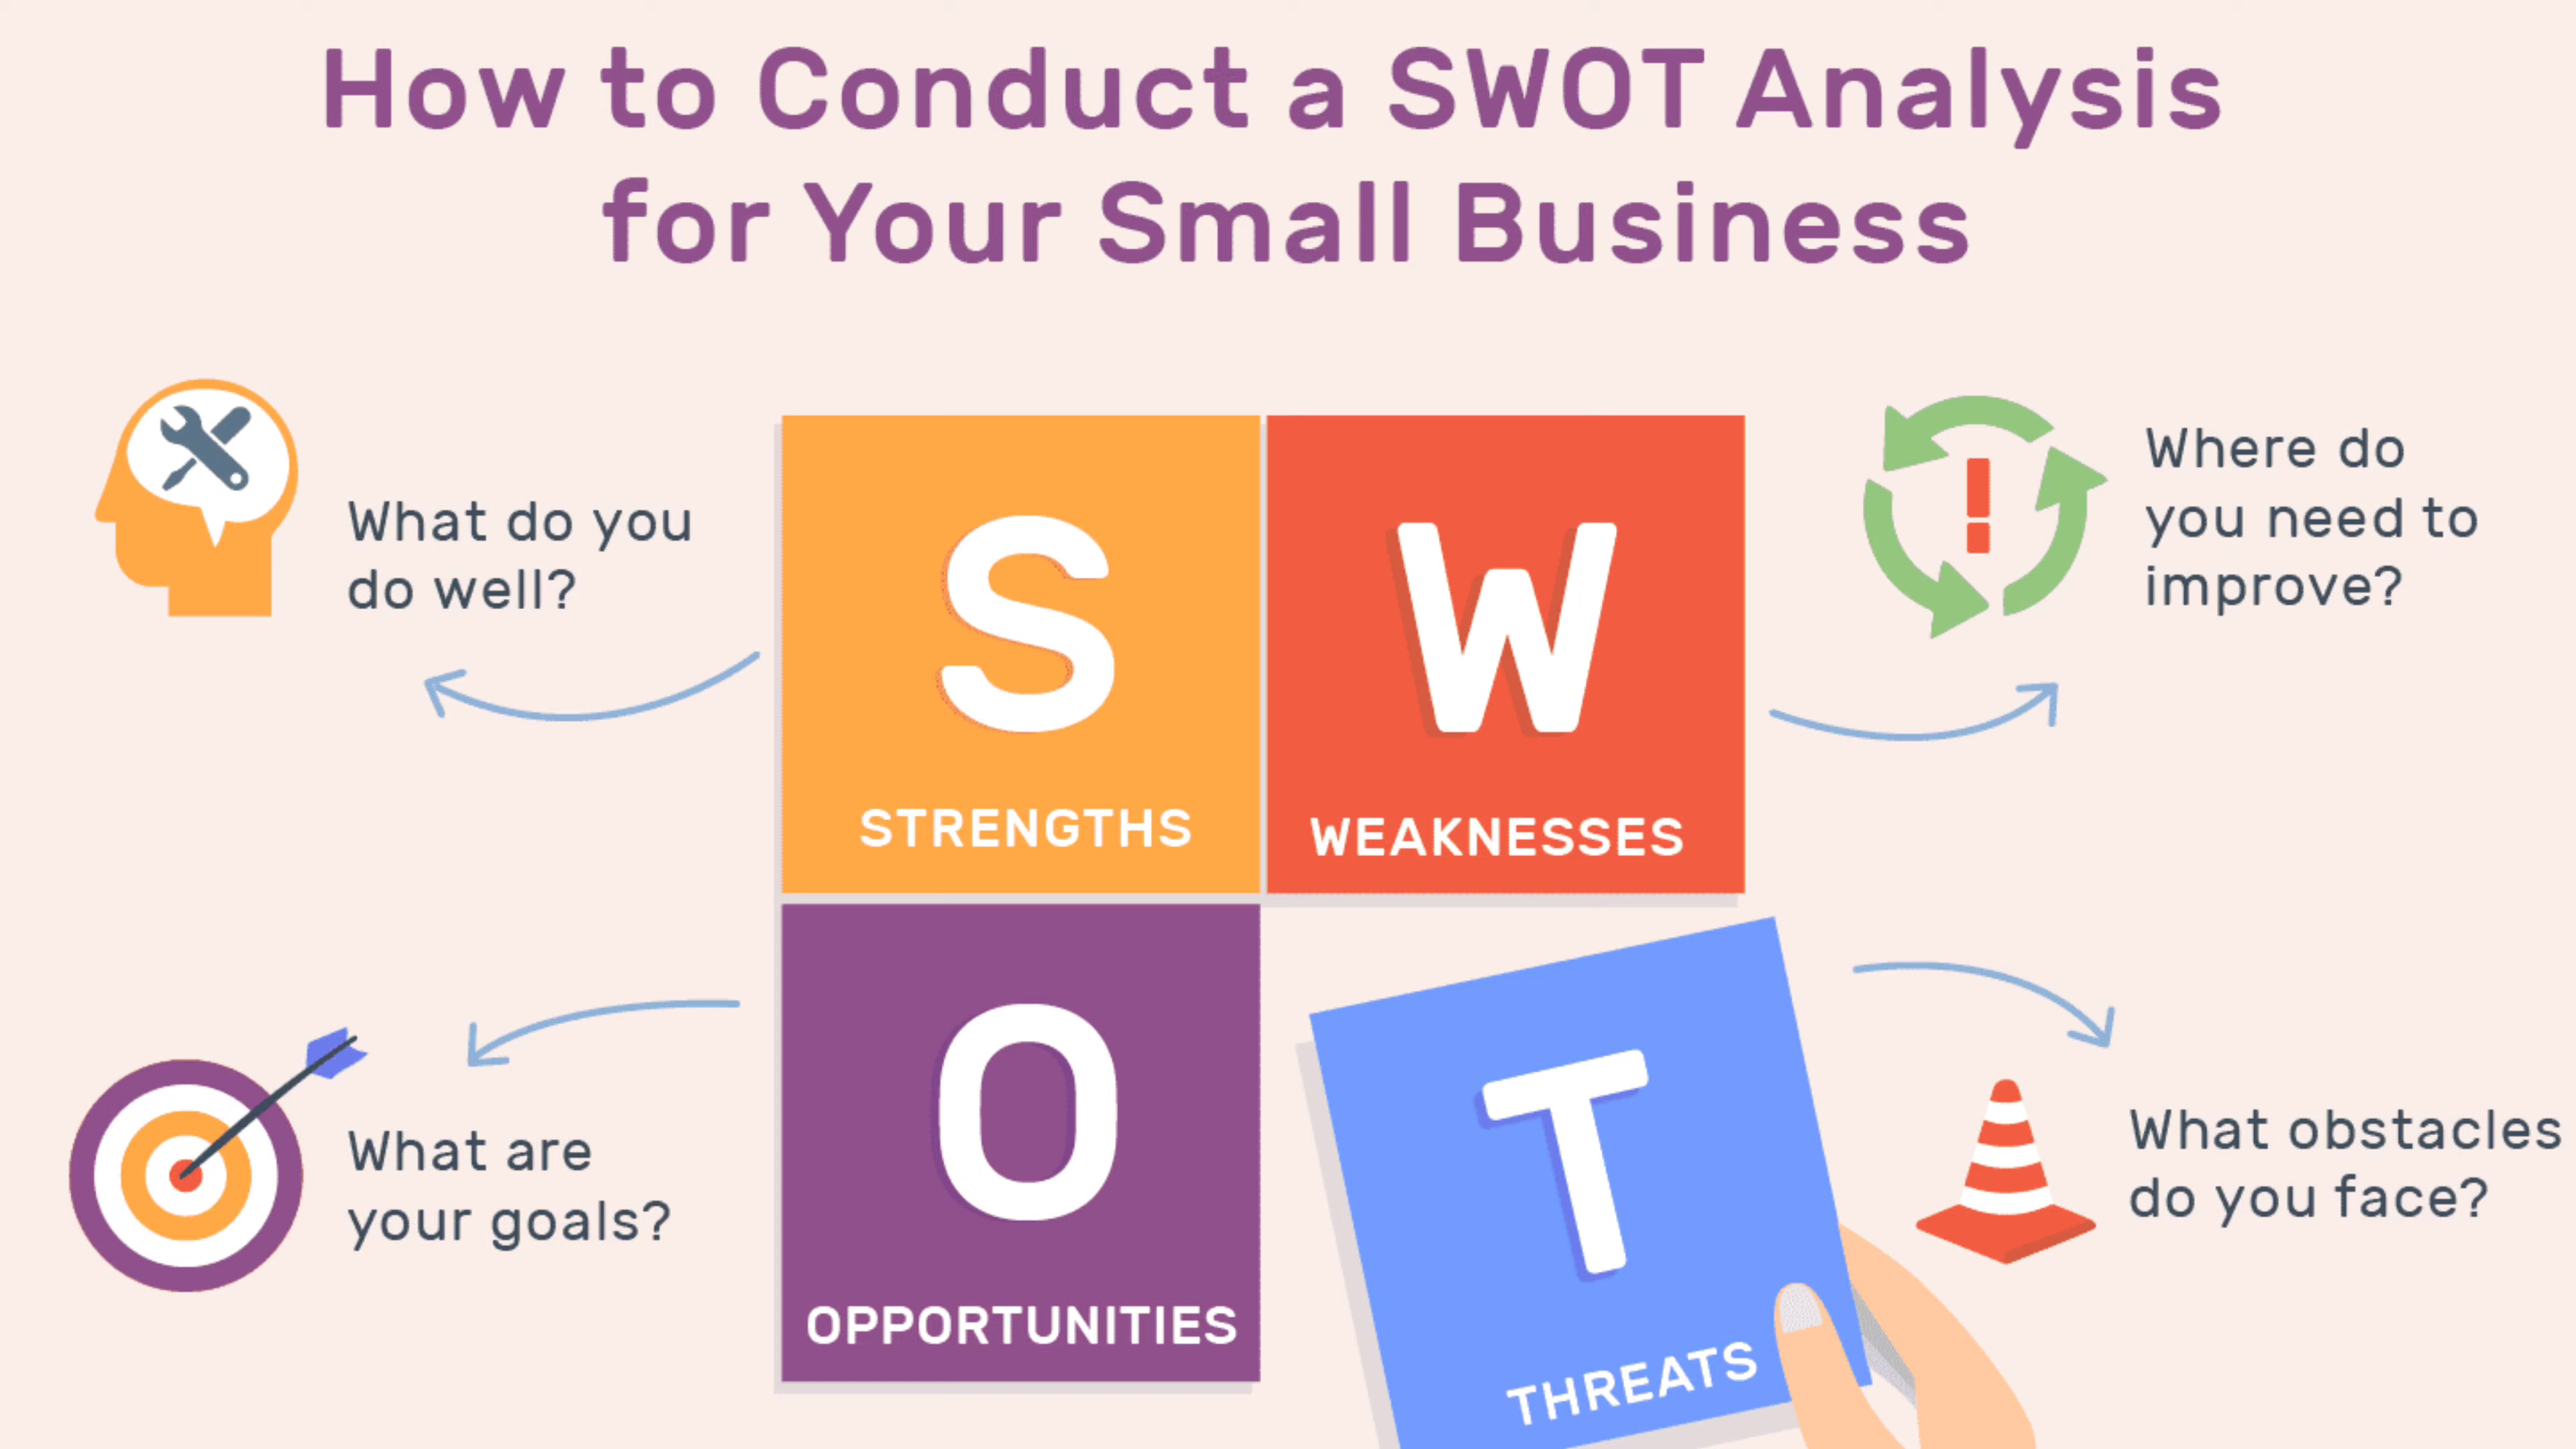 How to Conduct a SWOT Analysis
for Your Small Business
What do you
do well?
S
STRENGTHS
W
WEAKNESSES
Where do
you need to
improve?
What are
your goals?
O
OPPORTUNITIES
T
THREATS
What obstacles
do you face?